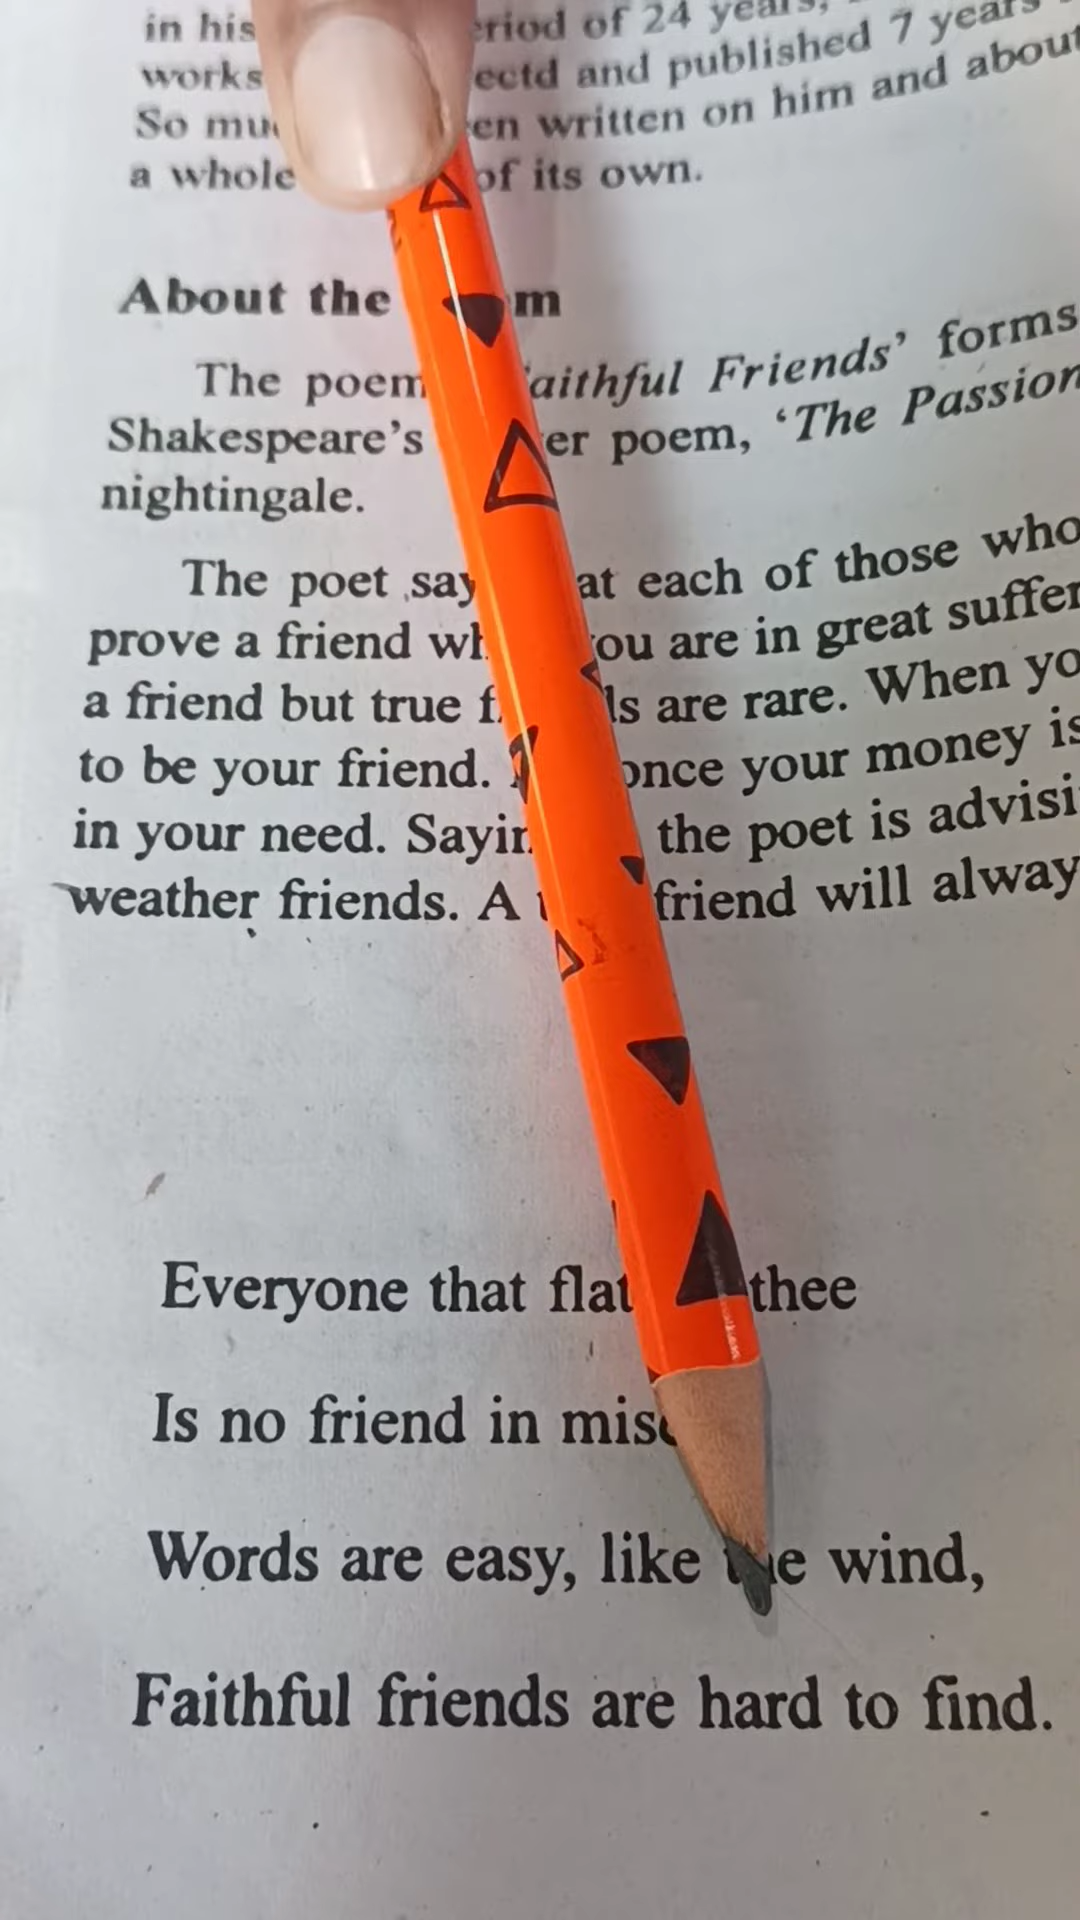 in his eriod of 24 years,
works ectd and published 7 years
So mu en written on him and about
a whole of its own.
About the m
The poem aithful Friends' forms
Shakespeare's er poem, 'The Passion
nightingale.
The poet say at each of those who
prove a friend wh ou are in great suffer
a friend but true f ds are rare. When yo
to be your friend. once your money is
in your need. Sayin the poet is advisi
weather friends. A friend will alway
Everyone that flat thee
Is no friend in mise
Words are easy, like the wind,
Faithful friends are hard to find.